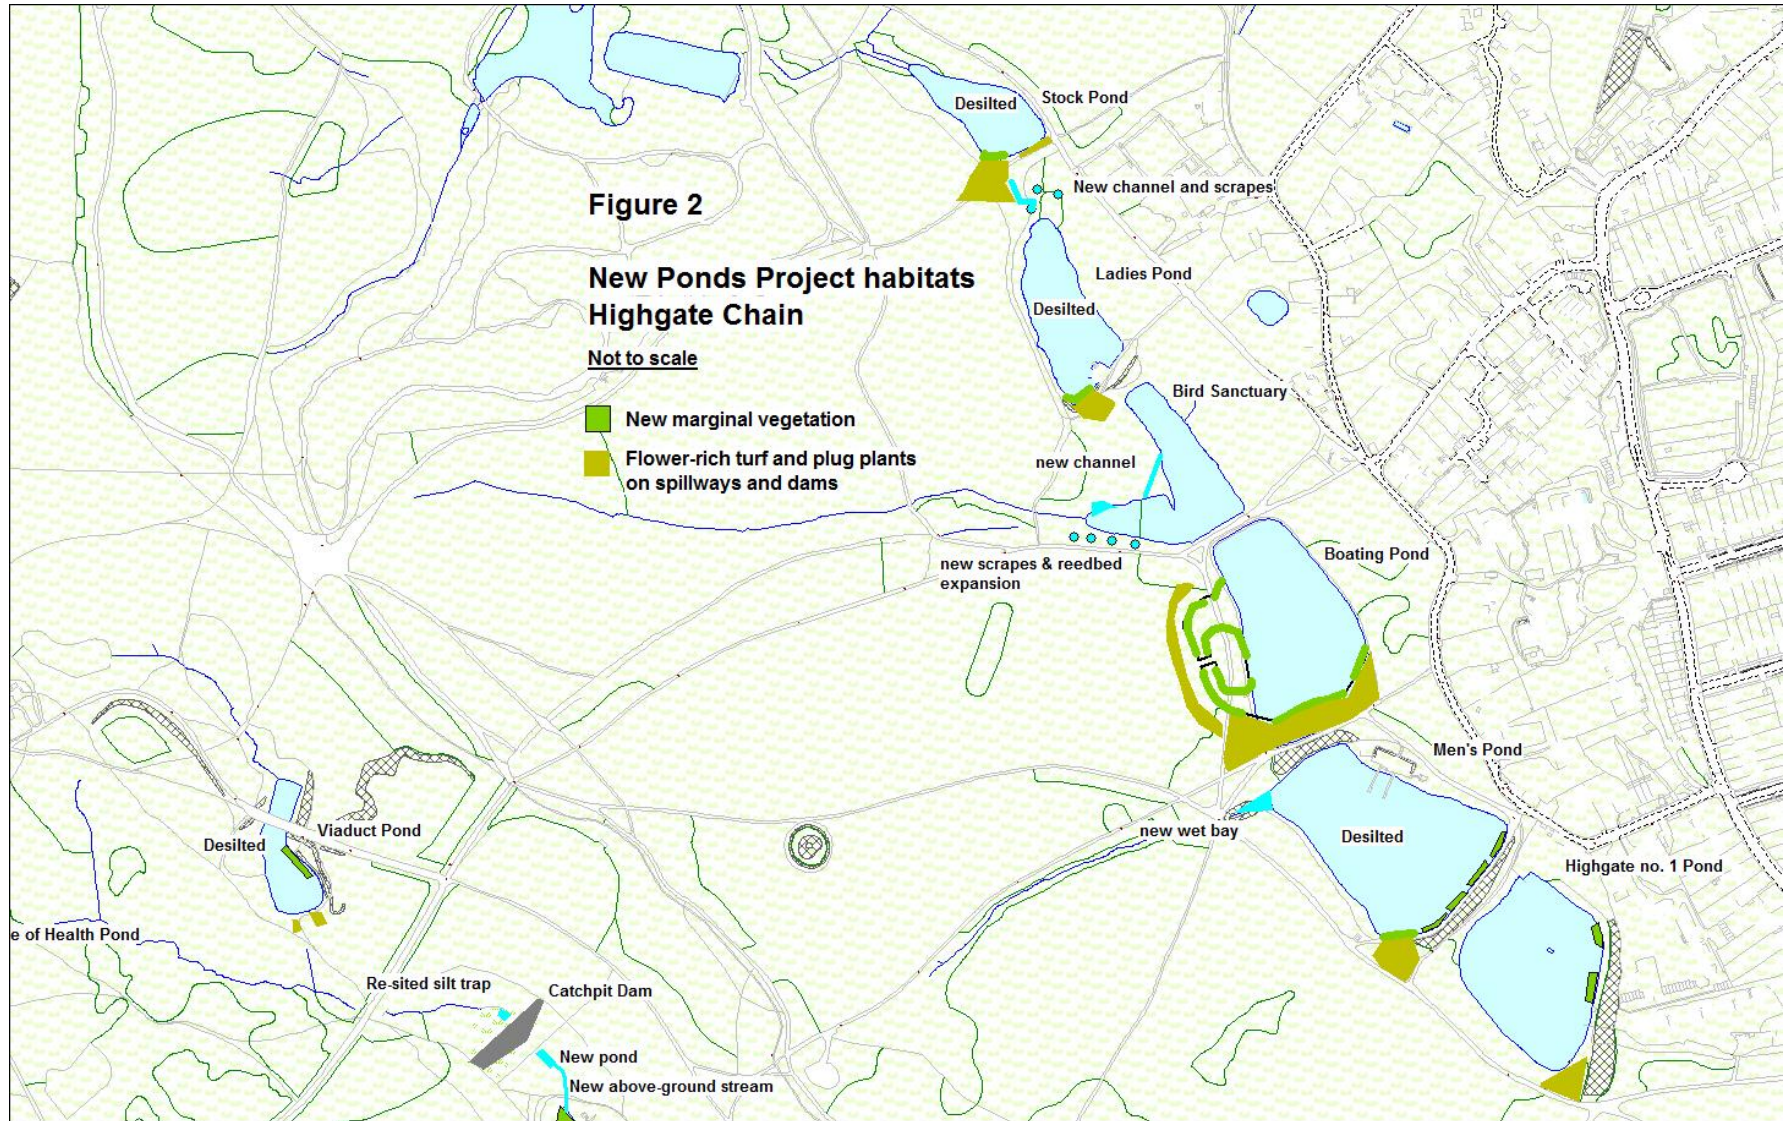 Desilted
Stock Pond
New channel and scrapes
Figure 2
New Ponds Project habitats
Highgate Chain
Not to scale
New marginal vegetation
Flower-rich turf and plug plants
on spillways and dams
Ladies Pond
Desilted
Bird Sanctuary
new channel
new scrapes & reedbed
expansion
Boating Pond
Men's Pond
new wet bay
Desilted
Highgate no. 1 Pond
Viaduct Pond
Desilted
e of Health Pond
Re-sited silt trap
Catchpit Dam
New pond
New above-ground stream